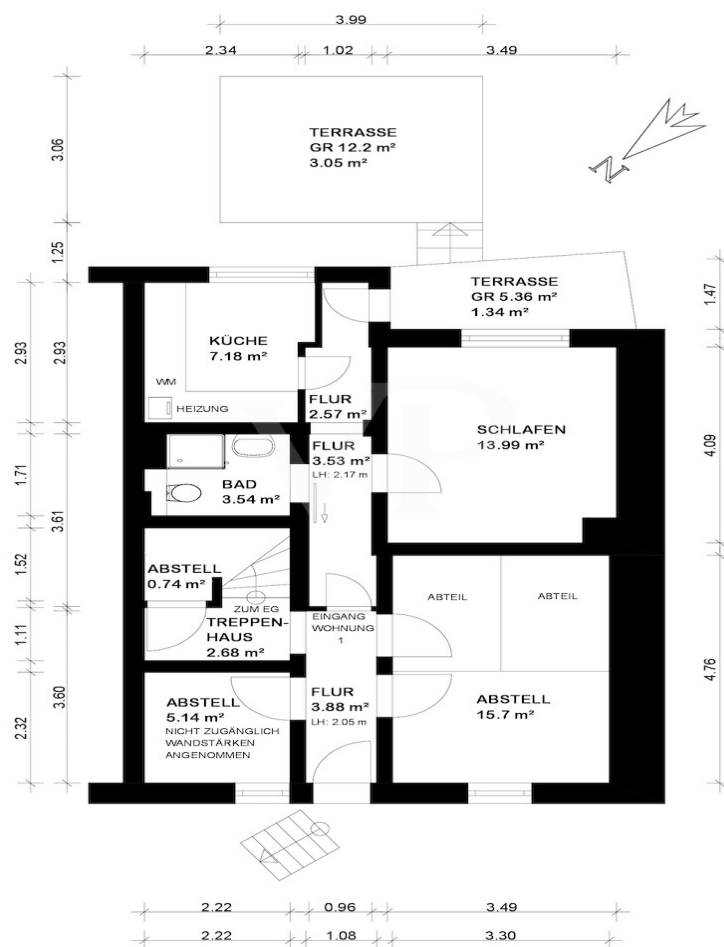 3.99
2.34
1.02
3.49
3.06
1.25
TERRASSE
GR 12.2 m²
3.05 m²
N
TERRASSE
GR 5.36 m²
1.34 m²
1.47
2.93
2.93
KÜCHE
7.18 m²
WM
HEIZUNG
FLUR
2.57 m²
SCHLAFEN
13.99 m²
4.09
FLUR
3.53 m²
LH: 2.17 m
1.71
3.61
BAD
3.54 m²
1.52
ABSTELL
0.74 m²
ZUM EG
TREPPEN-
HAUS
2.68 m²
1.11
EINGANG
WOHNUNG
1
ABTEIL
ABTEIL
4.76
3.60
2.32
ABSTELL
5.14 m²
NICHT ZUGÄNGLICH
WANDSTÄRKEN
ANGENOMMEN
FLUR
3.88 m²
LH: 2.05 m
ABSTELL
15.7 m²
2.22
0.96
3.49
2.22
1.08
3.30
VP